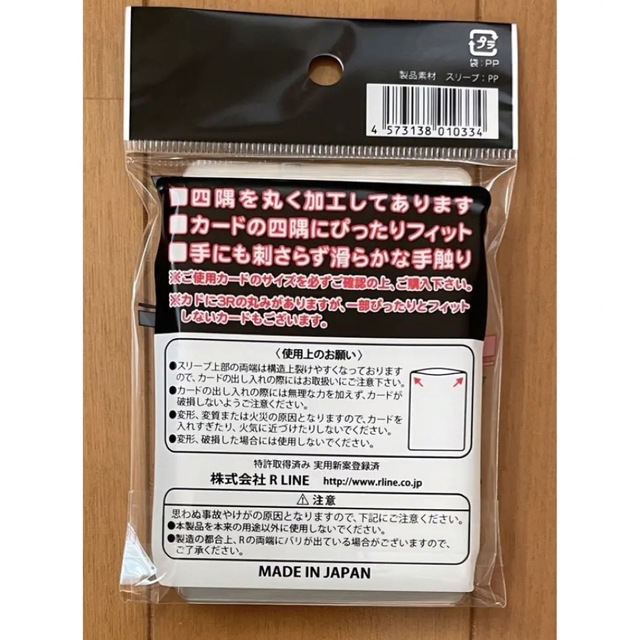 プラ
袋：PP
製品素材　スリーブ：PP
4 573138 010334
■四隅を丸く加工してあります
■カードの四隅にぴったりフィット
■手にも刺さらず滑らかな手触り
※ご使用カードのサイズを必ずご確認の上、ご購入下さい。
※カドに3Rの丸みがありますが、一部ぴったりとフィット
しないカードもございます。
〈使用上のお願い〉
●スリーブ上部の両端は構造上裂けやすくなっております
ので、カードの出し入れの際にはお取扱いにご注意下さい。
●カードの出し入れの際には無理な力を加えず、カードが
破損しないようご注意ください。
●変形、変質または火災の原因となりますので、カードを
入れすぎたり、火気に近づけたりしないでください。
●変形、破損した場合には使用しないでください。
特許取得済み 実用新案登録済
株式会社 R LINE http://www.rline.co.jp
⚠ 注意
思わぬ事故やけがの原因となりますので、下記にご注意ください。
●本製品を本来の用途以外に使用しないでください。
●製造の都合上、Rの両端にバリが出ている場合がございますので、
ご了承ください。
MADE IN JAPAN